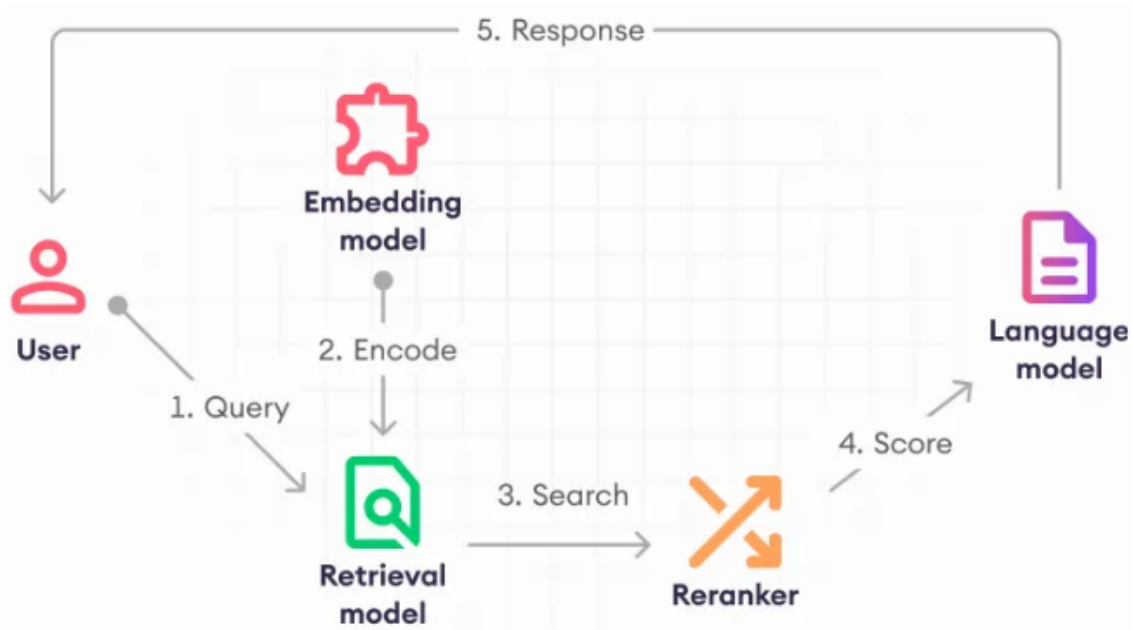 5. Response
Embedding
model
User
2. Encode
Language
model
1. Query
4. Score
3. Search
Retrieval
model
Reranker